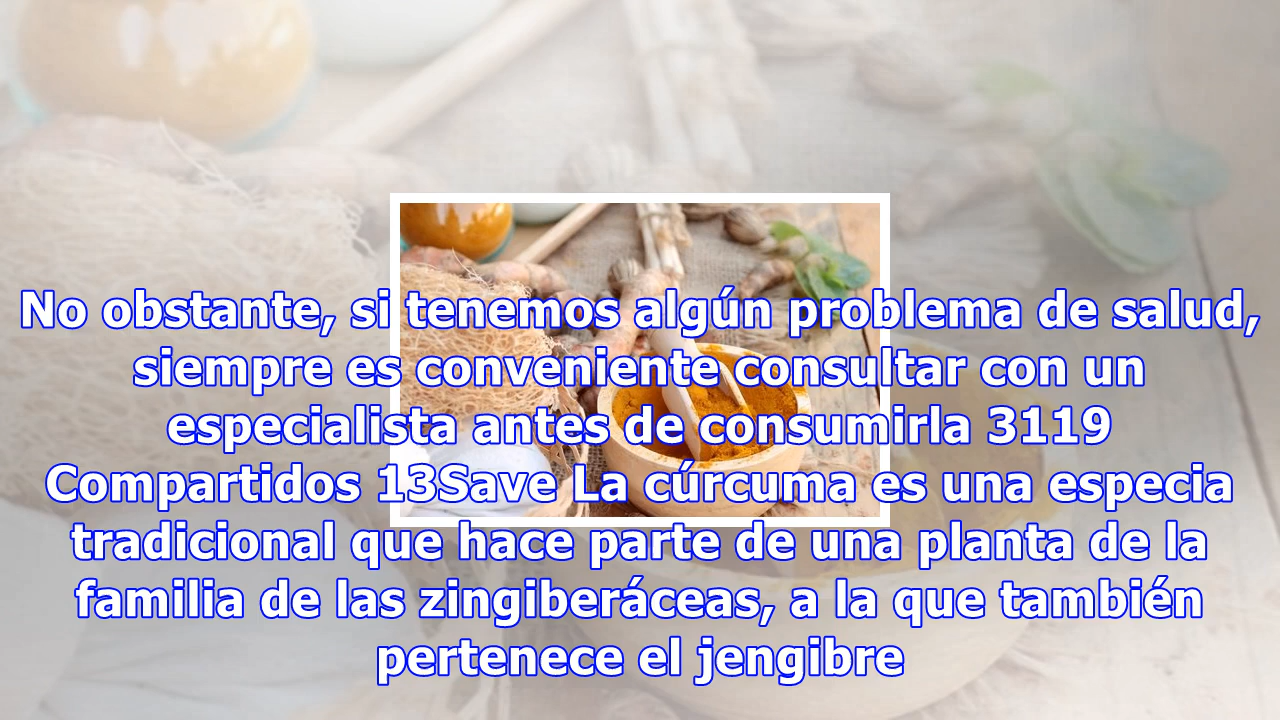 No obstante, si tenemos algún problema de salud,
siempre es conveniente consultar con un
especialista antes de consumirla 3119
Compartidos 13Save La cúrcuma es una especia
tradicional que hace parte de una planta de la
familia de las zingiberáceas, a la que también
pertenece el jengibre